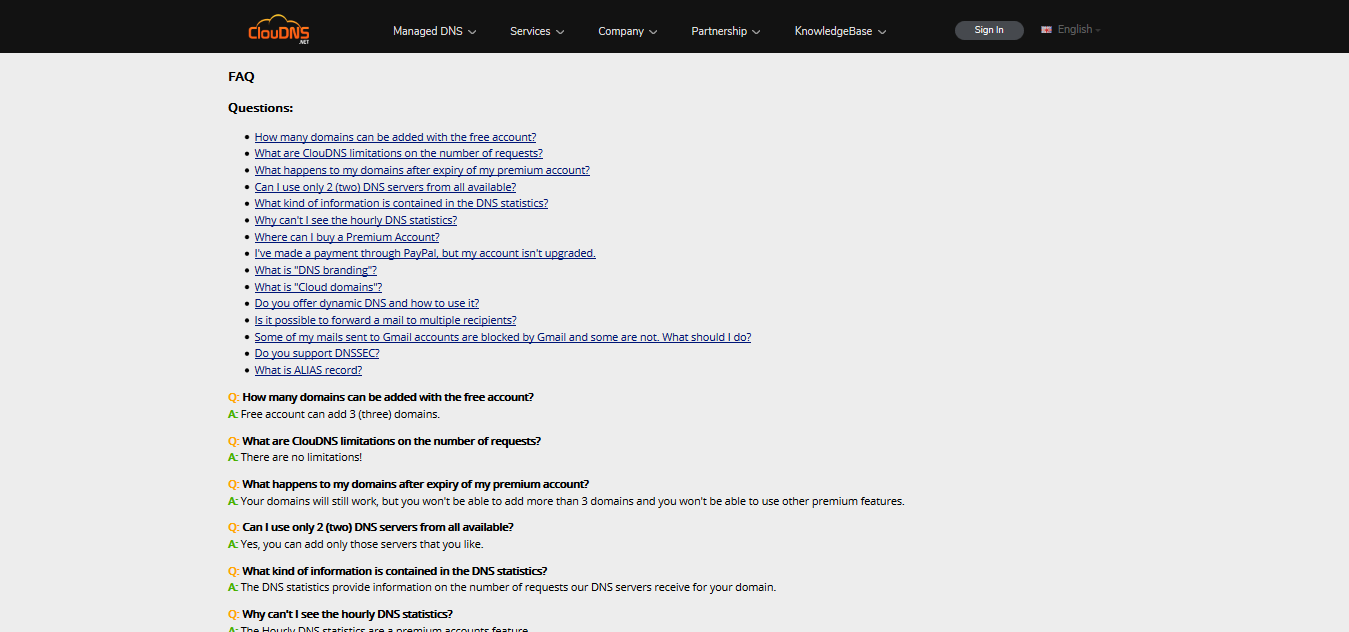 ClouDNS
.NET
Managed DNS
Services
Company
Partnership
KnowledgeBase
Sign In
English
FAQ
Questions:
How many domains can be added with the free account?
What are ClouDNS limitations on the number of requests?
What happens to my domains after expiry of my premium account?
Can I use only 2 (two) DNS servers from all available?
What kind of information is contained in the DNS statistics?
Why can't I see the hourly DNS statistics?
Where can I buy a Premium Account?
I've made a payment through PayPal, but my account isn't upgraded.
What is "DNS branding"?
What is "Cloud domains"?
Do you offer dynamic DNS and how to use it?
Is it possible to forward a mail to multiple recipients?
Some of my mails sent to Gmail accounts are blocked by Gmail and some are not. What should I do?
Do you support DNSSEC?
What is ALIAS record?
Q: How many domains can be added with the free account?
A: Free account can add 3 (three) domains.
Q: What are ClouDNS limitations on the number of requests?
A: There are no limitations!
Q: What happens to my domains after expiry of my premium account?
A: Your domains will still work, but you won't be able to add more than 3 domains and you won't be able to use other premium features.
Q: Can I use only 2 (two) DNS servers from all available?
A: Yes, you can add only those servers that you like.
Q: What kind of information is contained in the DNS statistics?
A: The DNS statistics provide information on the number of requests our DNS servers receive for your domain.
Q: Why can't I see the hourly DNS statistics?
A: The Hourly DNS statistics are a premium accounts feature.